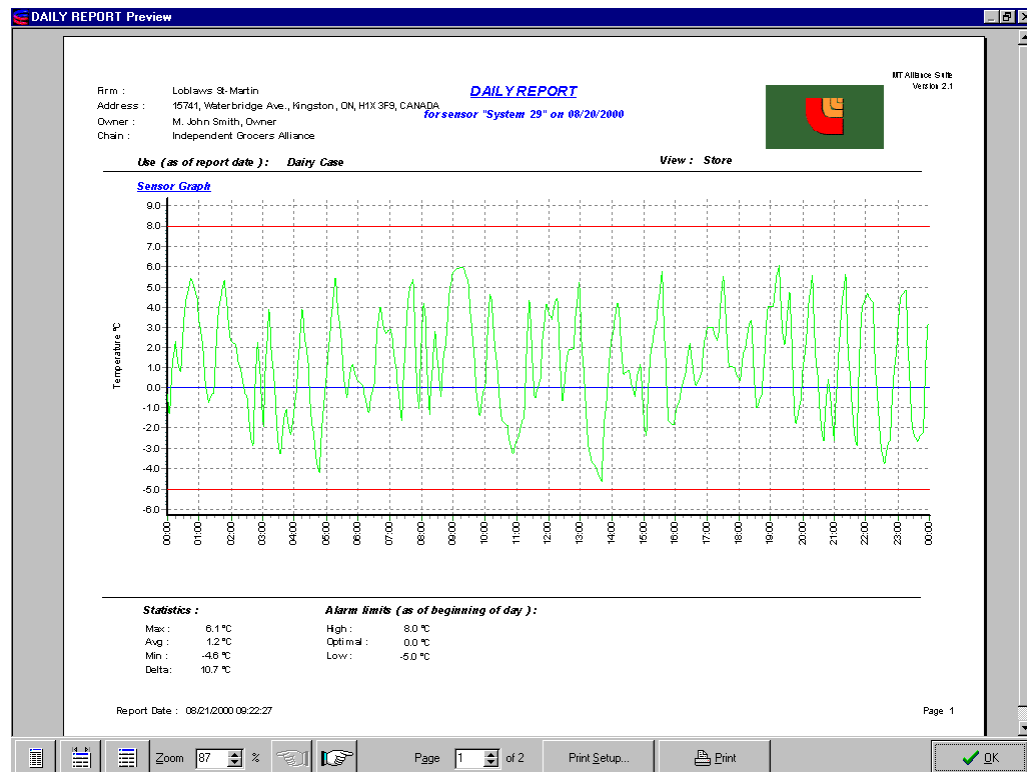 DAILY REPORT Preview
MT Alliance Suite
Version 2.1
Firm : Loblaws St-Martin
Address : 15741, Waterbridge Ave., Kingston , ON, H1X 3F9, CANADA
Owner : M. John Smith, Owner
Chain : Independent Grocers Alliance
DAILY REPORT
for sensor "System 29" on 08/20/2000
Use (as of report date ) : Dairy Case View : Store
Sensor Graph
Temperature °C
9.0
8.0
7.0
6.0
5.0
4.0
3.0
2.0
1.0
0.0
-1.0
-2.0
-3.0
-4.0
-5.0
-6.0
00:00 01:00 02:00 03:00 04:00 05:00 06:00 07:00 08:00 09:00 10:00 11:00 12:00 13:00 14:00 15:00 16:00 17:00 18:00 19:00 20:00 21:00 22:00 23:00 00:00
Statistics :
Max : 6.1 °C
Avg : 1.2 °C
Min : -4.6 °C
Delta: 10.7 °C
Alarm limits (as of beginning of day ) :
High : 8.0 °C
Optimal : 0.0 °C
Low : -5.0 °C
Report Date : 08/21/2000 09:22:27 Page 1
Zoom 87 % Page 1 of 2 Print Setup... Print OK